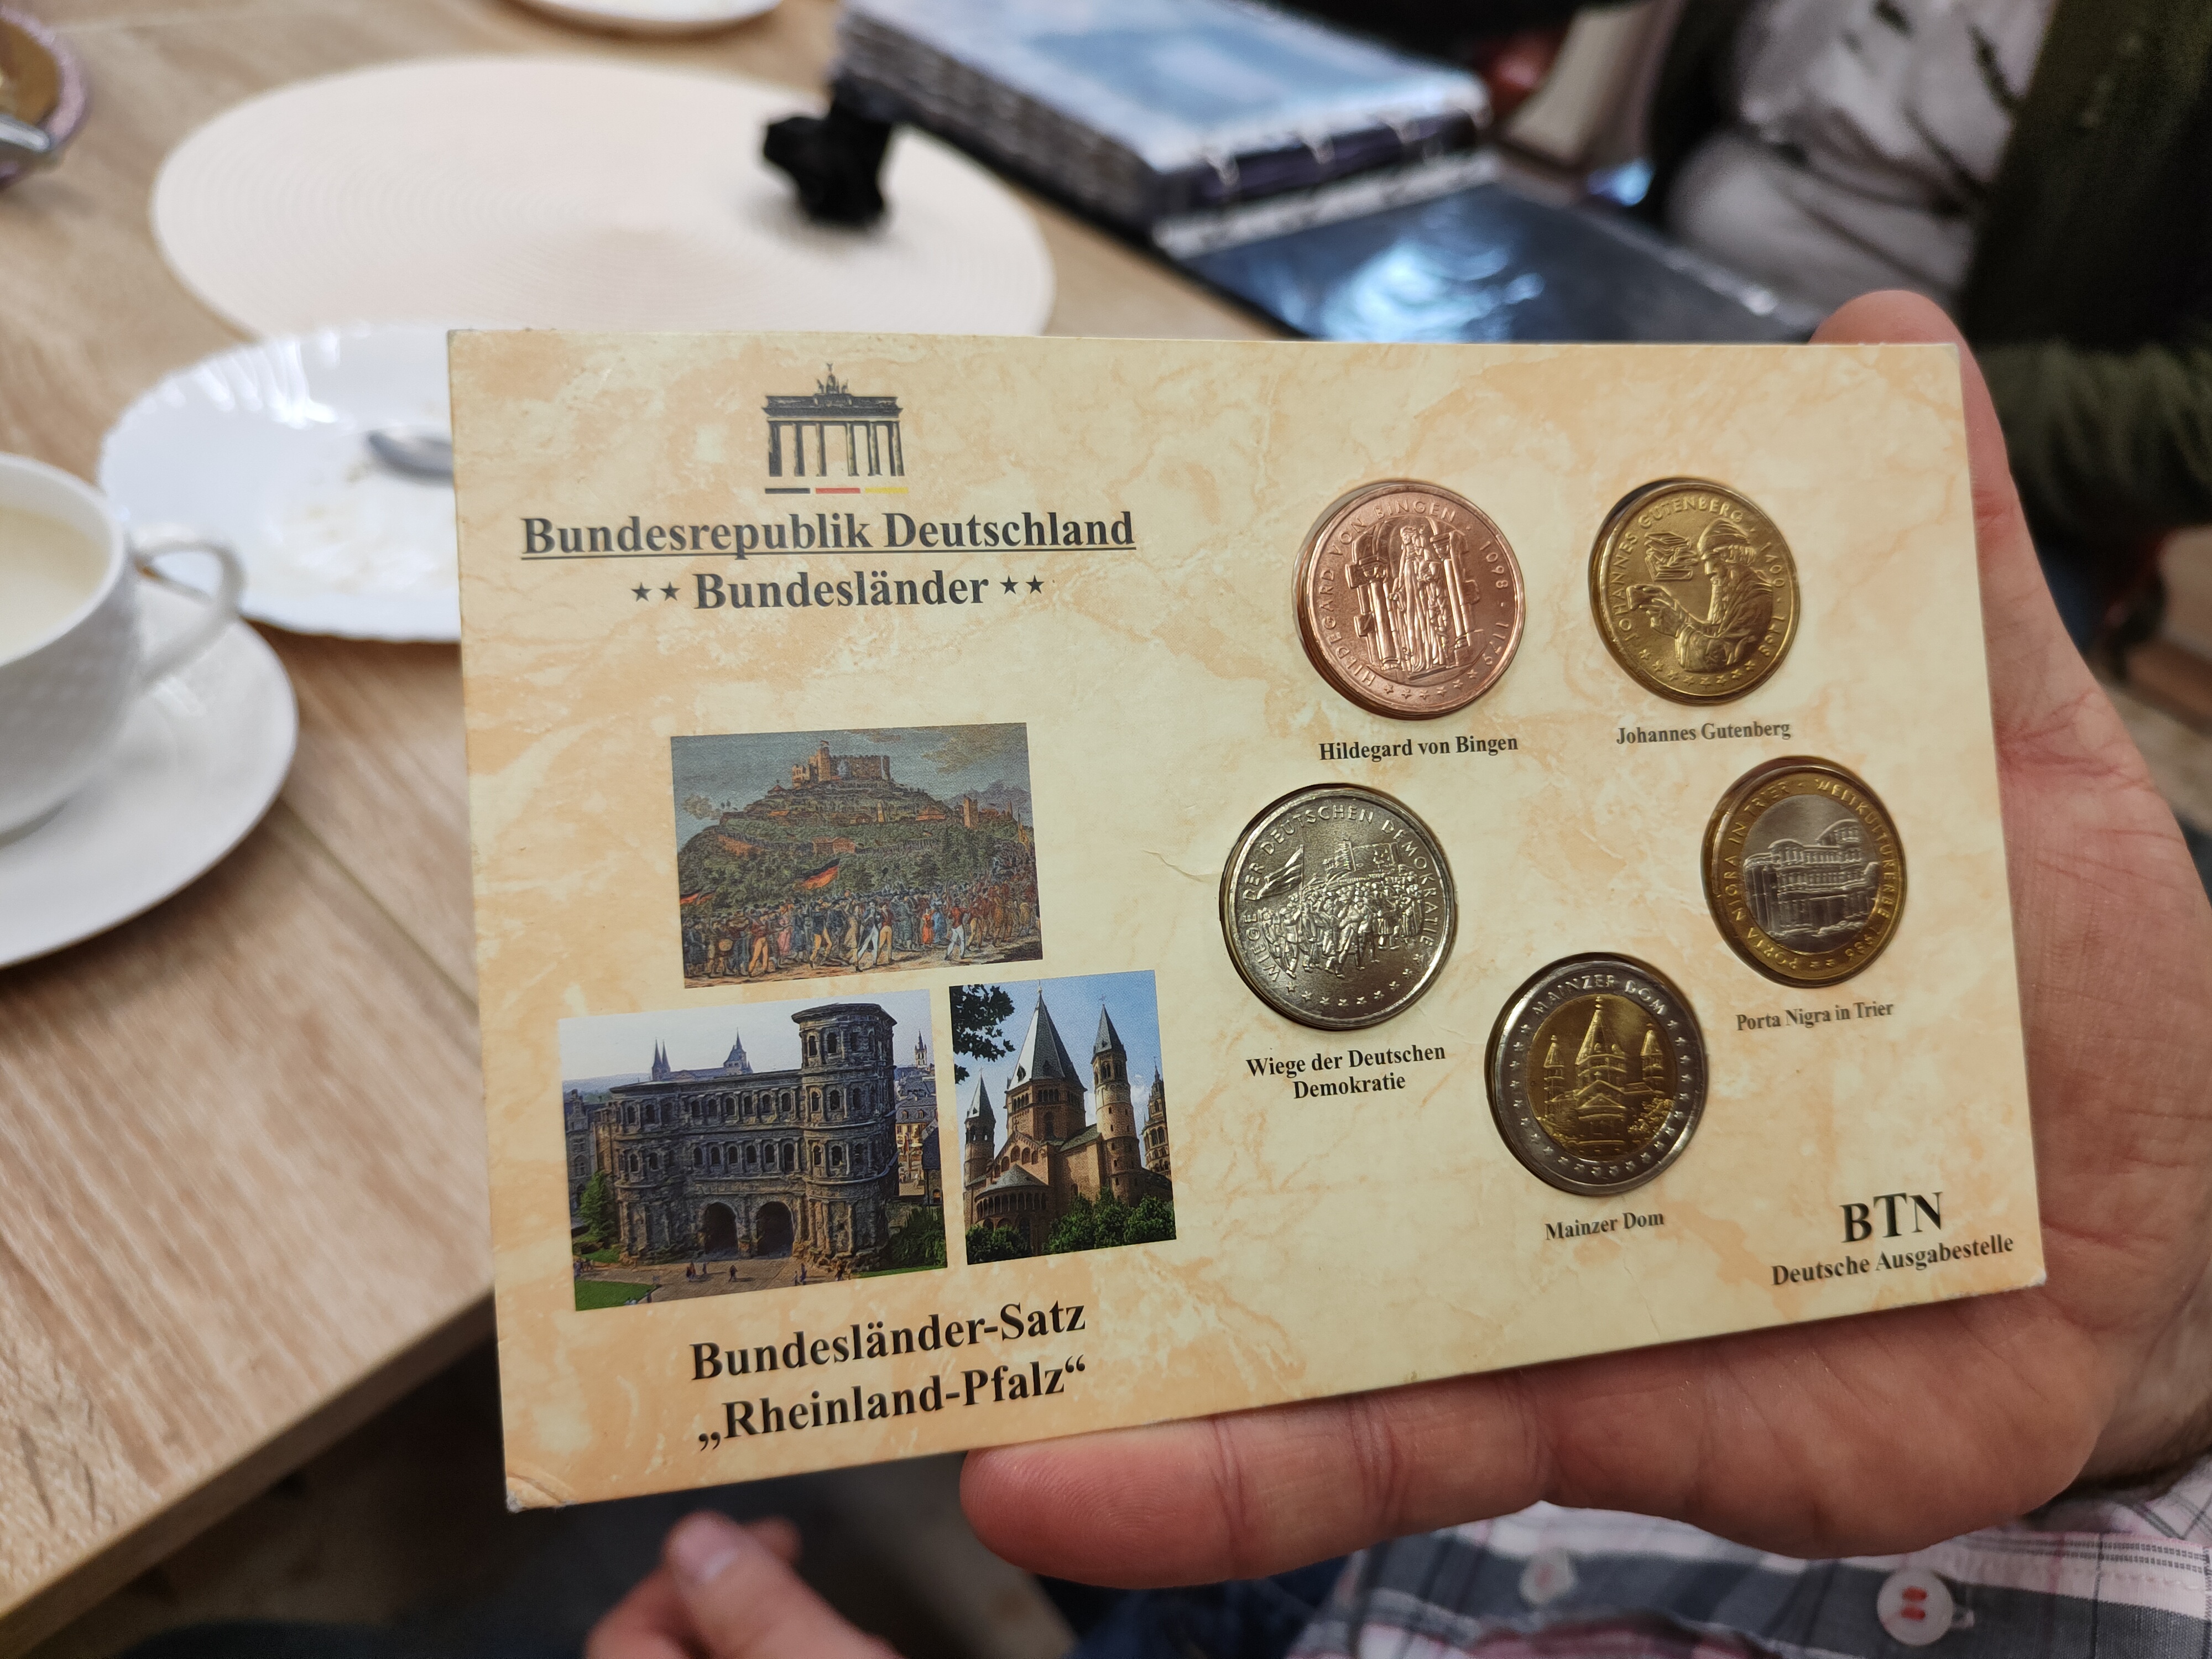 Bundesrepublik Deutschland
★★ Bundesländer ★★
HILDEGARD VON BINGEN · 1098 · 1179
Hildegard von Bingen
JOHANNES GUTENBERG · 1400 · 1468
Johannes Gutenberg
WIEGE DER DEUTSCHEN DEMOKRATIE
Wiege der Deutschen
Demokratie
PORTA NIGRA IN TRIER · WELTKULTURERBE 1986
Porta Nigra in Trier
MAINZER DOM
Mainzer Dom
Bundesländer-Satz
„Rheinland-Pfalz“
BTN
Deutsche Ausgabestelle